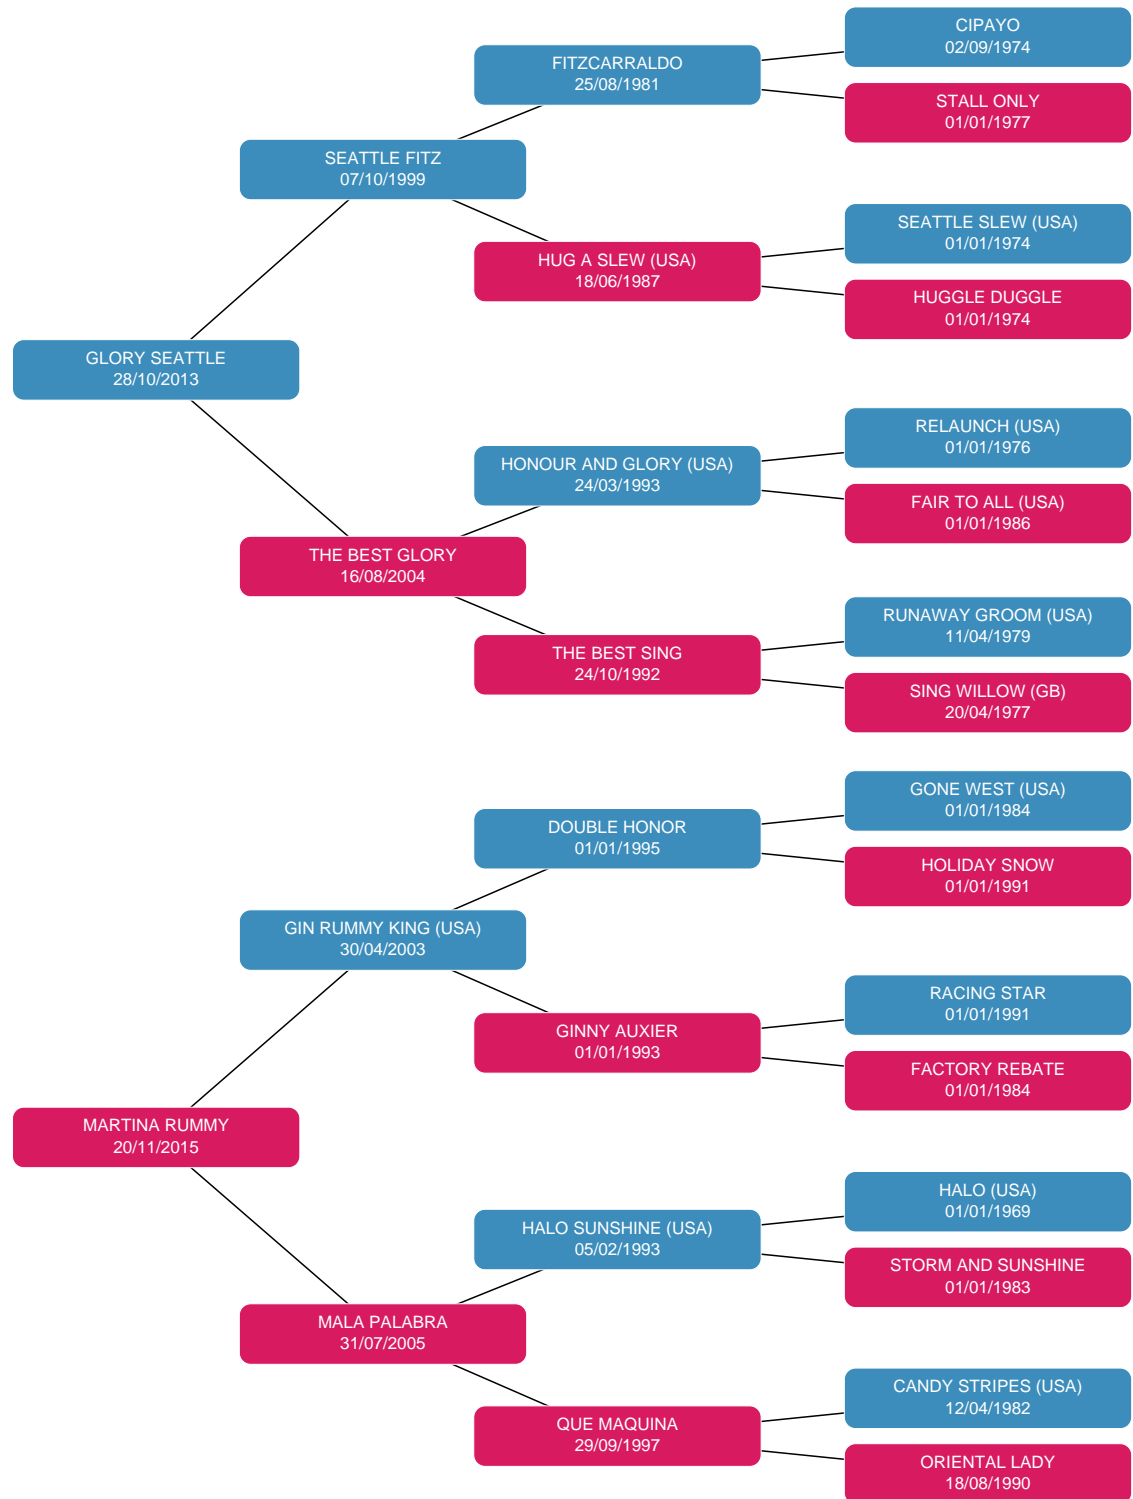 CIPAYO
02/09/1974
FITZCARRALDO
25/08/1981
STALL ONLY
01/01/1977
SEATTLE FITZ
07/10/1999
SEATTLE SLEW (USA)
01/01/1974
HUG A SLEW (USA)
18/06/1987
HUGGLE DUGGLE
01/01/1974
GLORY SEATTLE
28/10/2013
RELAUNCH (USA)
01/01/1976
HONOUR AND GLORY (USA)
24/03/1993
FAIR TO ALL (USA)
01/01/1986
THE BEST GLORY
16/08/2004
RUNAWAY GROOM (USA)
11/04/1979
THE BEST SING
24/10/1992
SING WILLOW (GB)
20/04/1977
GONE WEST (USA)
01/01/1984
DOUBLE HONOR
01/01/1995
HOLIDAY SNOW
01/01/1991
GIN RUMMY KING (USA)
30/04/2003
RACING STAR
01/01/1991
GINNY AUXIER
01/01/1993
FACTORY REBATE
01/01/1984
MARTINA RUMMY
20/11/2015
HALO (USA)
01/01/1969
HALO SUNSHINE (USA)
05/02/1993
STORM AND SUNSHINE
01/01/1983
MALA PALABRA
31/07/2005
CANDY STRIPES (USA)
12/04/1982
QUE MAQUINA
29/09/1997
ORIENTAL LADY
18/08/1990